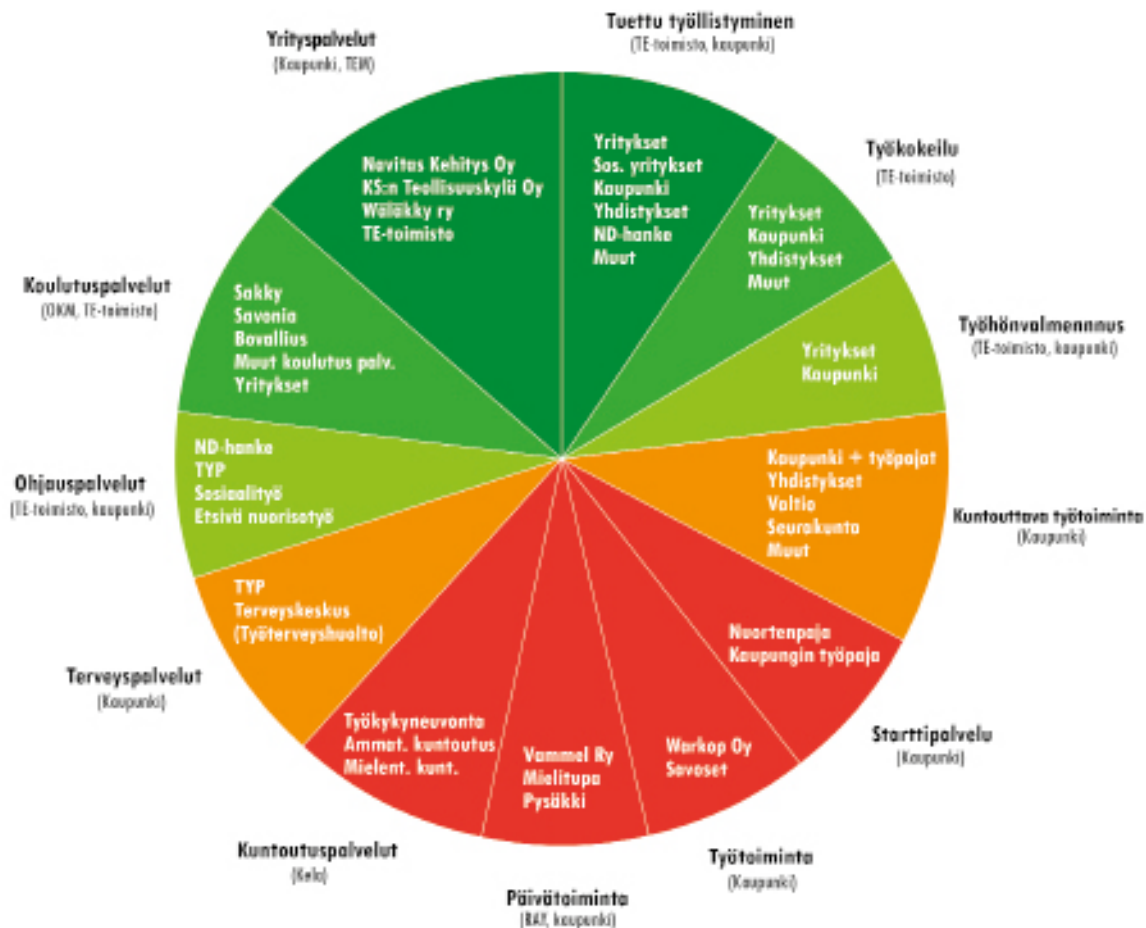 Tuettu työllistyminen
(TE-toimisto, kaupunki)
Yritykset
Sos. yritykset
Kaupunki
Yhdistykset
ND-hanke
Muut
Työkokeilu
(TE-toimisto)
Yritykset
Kaupunki
Yhdistykset
Muut
Työhönvalmennnus
(TE-toimisto, kaupunki)
Yritykset
Kaupunki
Kuntouttava työtoiminta
(Kaupunki)
Kaupunki + työpajat
Yhdistykset
Valtio
Seurakunta
Muut
Starttipalvelu
(Kaupunki)
Nuortenpaja
Kaupungin työpaja
Työtoiminta
(Kaupunki)
Warkop Oy
Savoset
Päivätoiminta
(RAY, kaupunki)
Vammel Ry
Mielitupa
Pysäkki
Kuntoutuspalvelut
(Kela)
Työkykyneuvonta
Ammat. kuntoutus
Mielent. kunt.
Terveyspalvelut
(Kaupunki)
TYP
Terveyskeskus
(Työterveyshuolto)
Ohjauspalvelut
(TE-toimisto, kaupunki)
ND-hanke
TYP
Sosiaalityö
Etsivä nuorisotyö
Koulutuspalvelut
(OKM, TE-toimisto)
Sakky
Savonia
Bovallius
Muut koulutus palv.
Yritykset
Yrityspalvelut
(Kaupunki, TEM)
Navitas Kehitys Oy
KS:n Teollisuuskylä Oy
Wäläkky ry
TE-toimisto